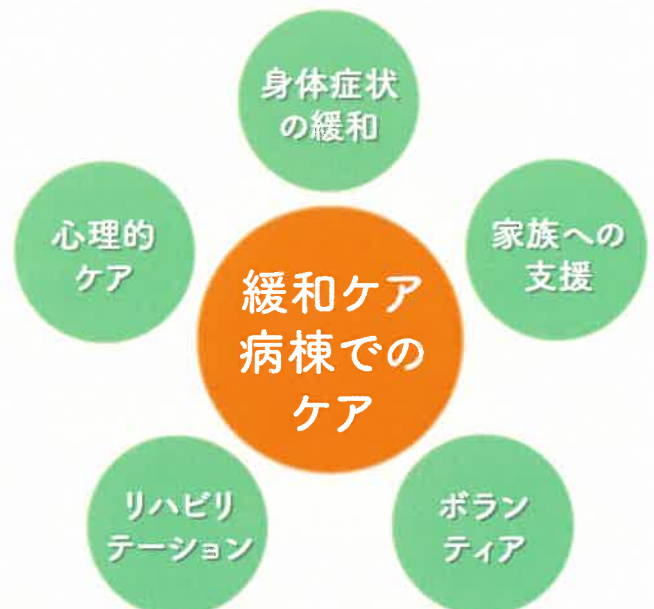 身体症状
の緩和
心理的
ケア
家族への
支援
緩和ケア
病棟での
ケア
リハビリ
テーション
ボラン
ティア